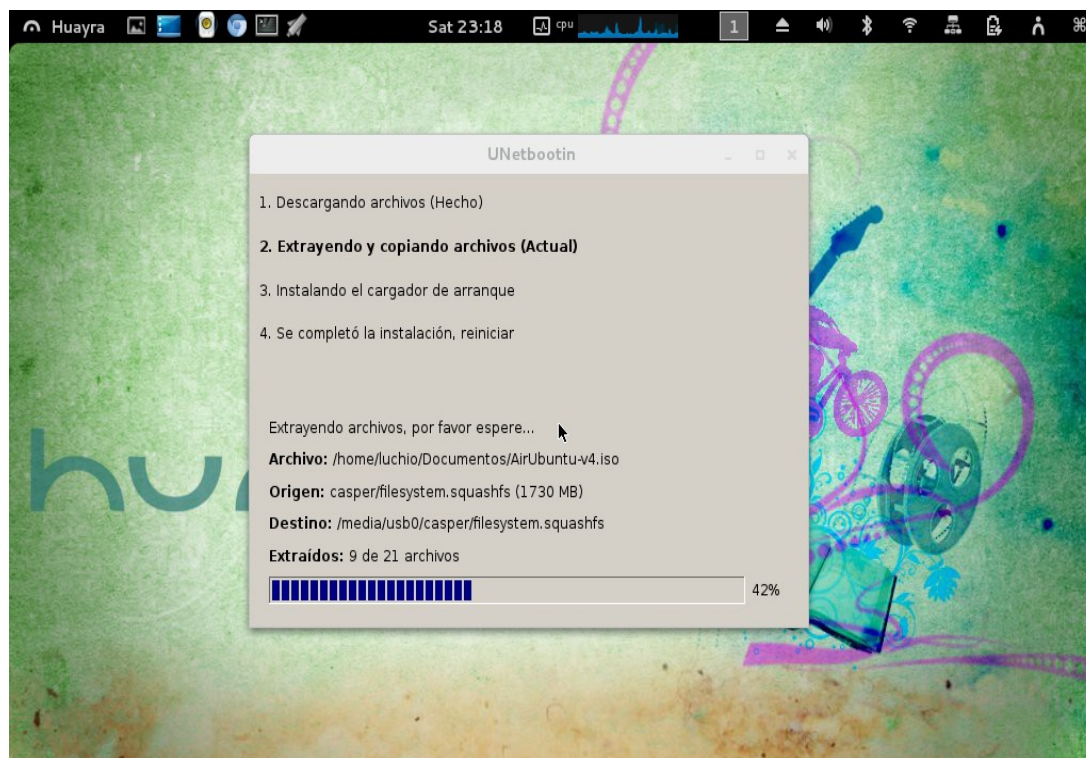 Huayra Sat 23:18 cpu 1
UNetbootin
1. Descargando archivos (Hecho)
2. Extrayendo y copiando archivos (Actual)
3. Instalando el cargador de arranque
4. Se completó la instalación, reiniciar
Extrayendo archivos, por favor espere...
Archivo: /home/luchio/Documentos/AirUbuntu-v4.iso
Origen: casper/filesystem.squashfs (1730 MB)
Destino: /media/usb0/casper/filesystem.squashfs
Extraídos: 9 de 21 archivos
42%